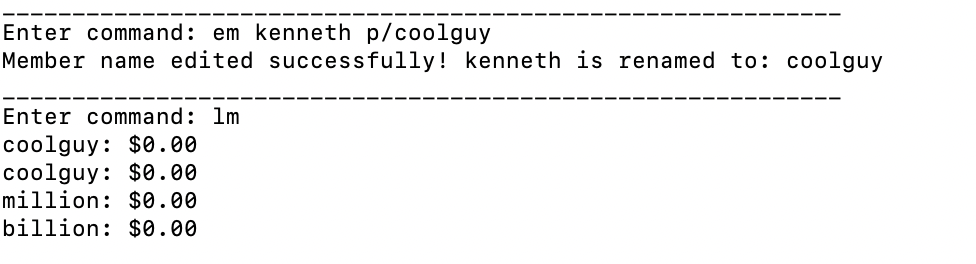 ____________________________________________________________
Enter command: em kenneth p/coolguy
Member name edited successfully! kenneth is renamed to: coolguy
____________________________________________________________
Enter command: lm
coolguy: $0.00
coolguy: $0.00
million: $0.00
billion: $0.00